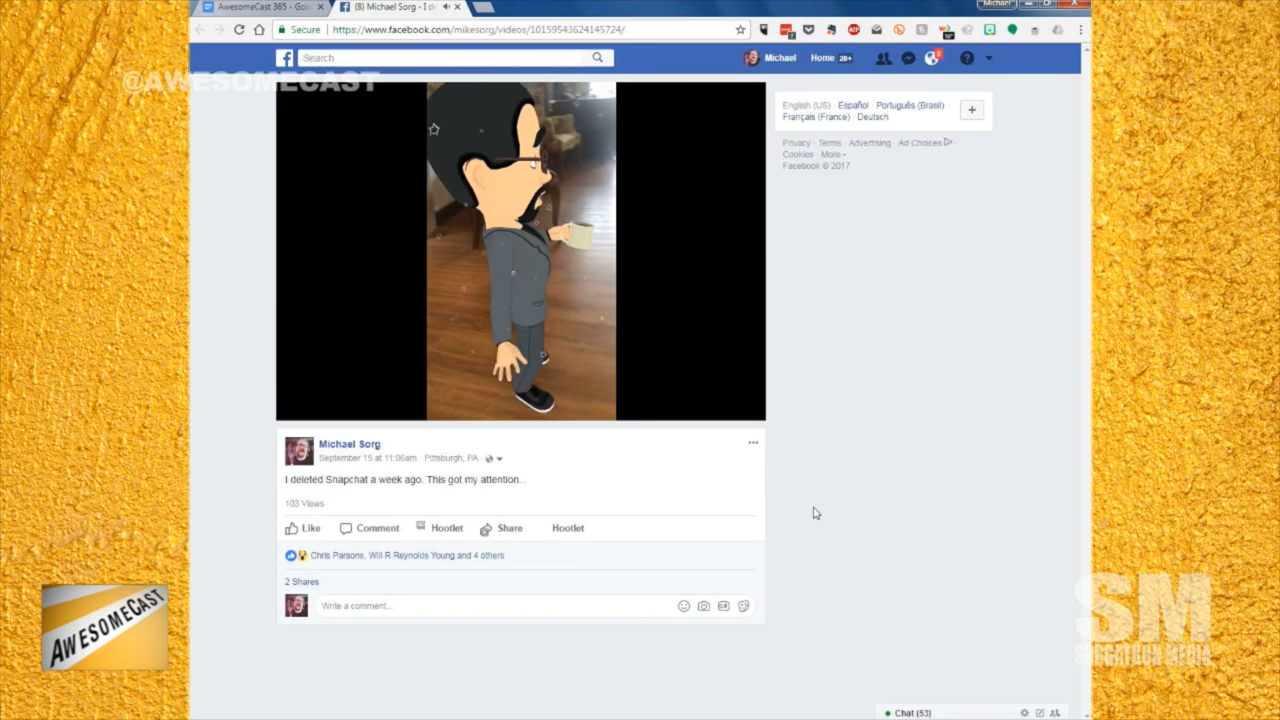 AwesomeCast 365 - Goo
(8) Michael Sorg - I de
Michael
Secure
https://www.facebook.com/mikesorg/videos/10159543624145724/
Search
Michael
Home 20+
@AWESOMECAST
English (US) · Español · Português (Brasil) ·
Français (France) · Deutsch
Privacy · Terms · Advertising · Ad Choices ·
Cookies · More
Facebook © 2017
Michael Sorg
September 15 at 11:06am · Pittsburgh, PA ·
I deleted Snapchat a week ago. This got my attention...
103 Views
Like Comment Hootlet Share Hootlet
Chris Parsons, Will R Reynolds Young and 4 others
2 Shares
Write a comment...
GIF
AWESOMECAST
SM
SORGATRON MEDIA
Chat (53)